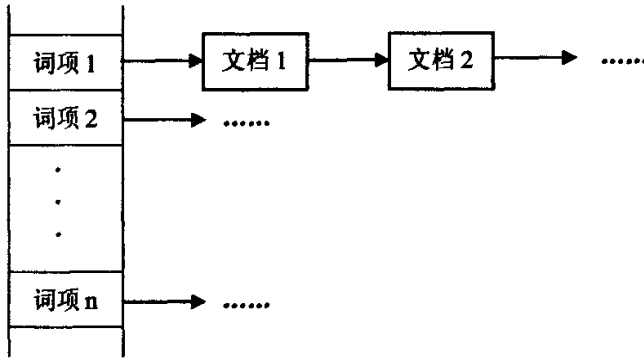 词项 1 文档 1 文档 2 ......
词项 2 ......
.
.
.
词项 n ......